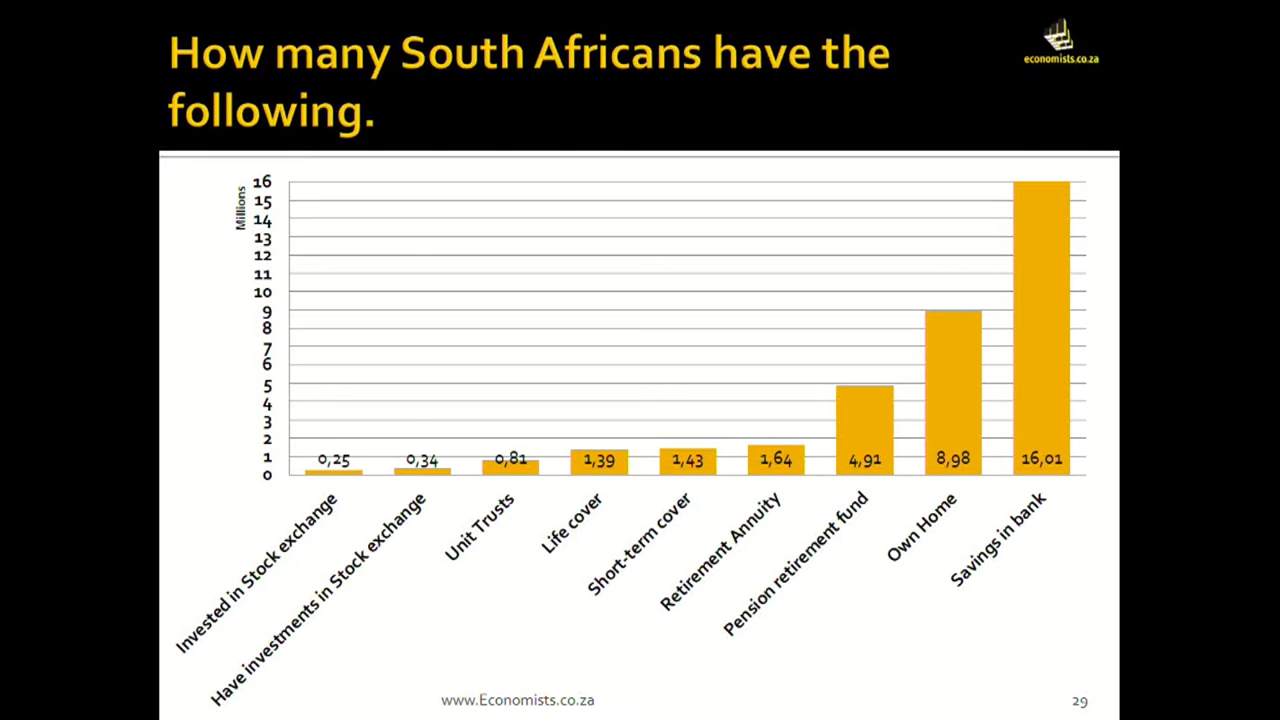 How many South Africans have the
following.
economists.co.za
Millions
16
15
14
13
12
11
10
9
8
7
6
5
4
3
2
1
0
0,25
0,34
0,81
1,39
1,43
1,64
4,91
8,98
16,01
Invested in Stock exchange
Have investments in Stock exchange
Unit Trusts
Life cover
Short-term cover
Retirement Annuity
Pension retirement fund
Own Home
Savings in bank
www.Economists.co.za
29